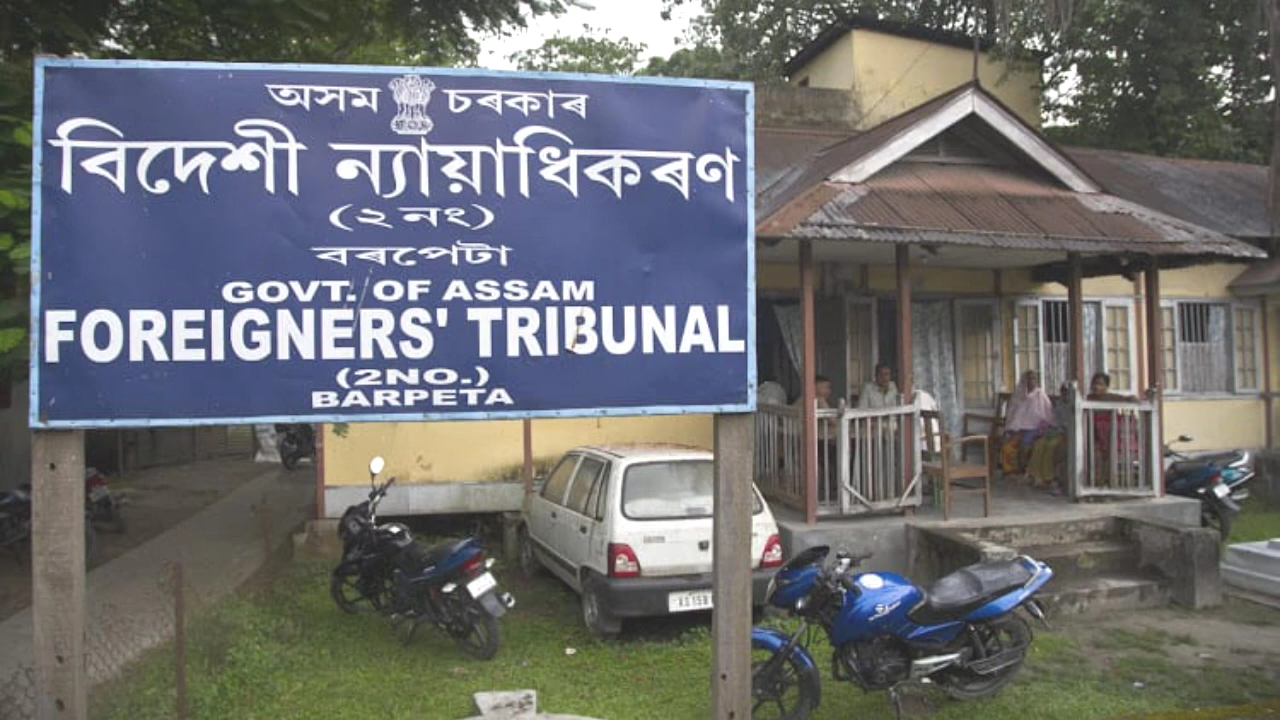 অসম চৰকাৰ
বিদেশী ন্যায়াধিকৰণ
(২ নং)
বৰপেটা
GOVT. OF ASSAM
FOREIGNERS' TRIBUNAL
(2NO.)
BARPETA